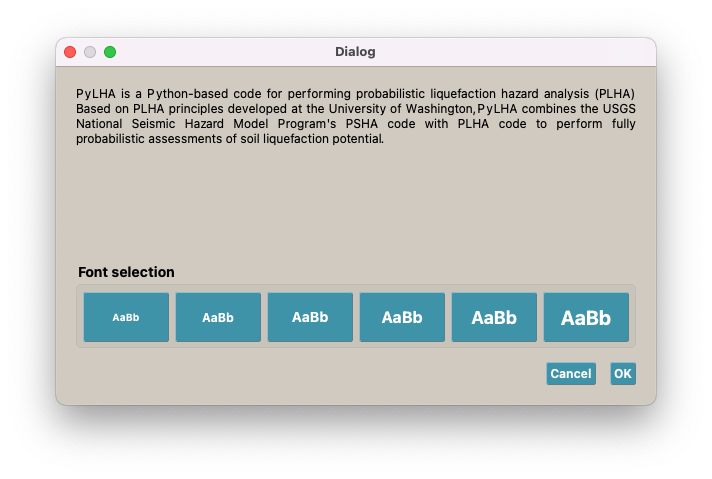 Dialog
PyLHA is a Python-based code for performing probabilistic liquefaction hazard analysis (PLHA)
Based on PLHA principles developed at the University of Washington, PyLHA combines the USGS
National Seismic Hazard Model Program's PSHA code with PLHA code to perform fully
probabilistic assessments of soil liquefaction potential.
Font selection
AaBb AaBb AaBb AaBb AaBb AaBb
Cancel OK